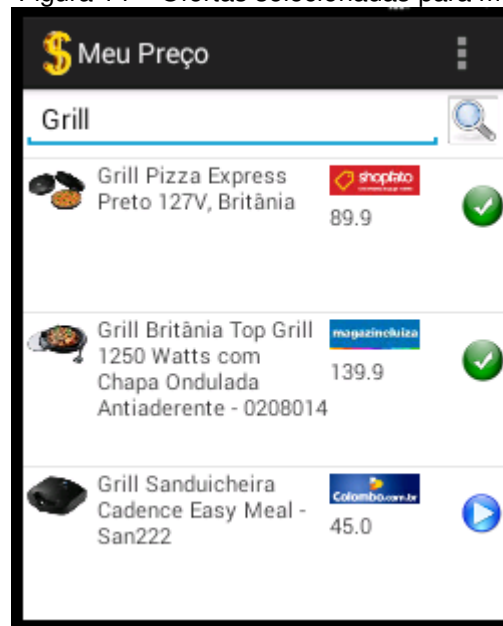 Meu Preço
Grill
Grill Pizza Express
Preto 127V, Britânia
shopfato
89.9
Grill Britânia Top Grill
1250 Watts com
Chapa Ondulada
Antiaderente - 0208014
magazineluiza
139.9
Grill Sanduicheira
Cadence Easy Meal -
San222
Colombo.com.br
45.0